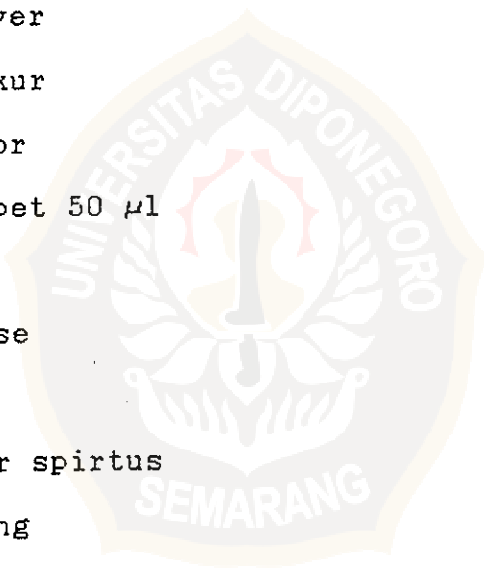 ver
kur
or
pet 50 µl
se
r spirtus
ng
UNIVERSITAS DIPONEGORO
SEMARANG